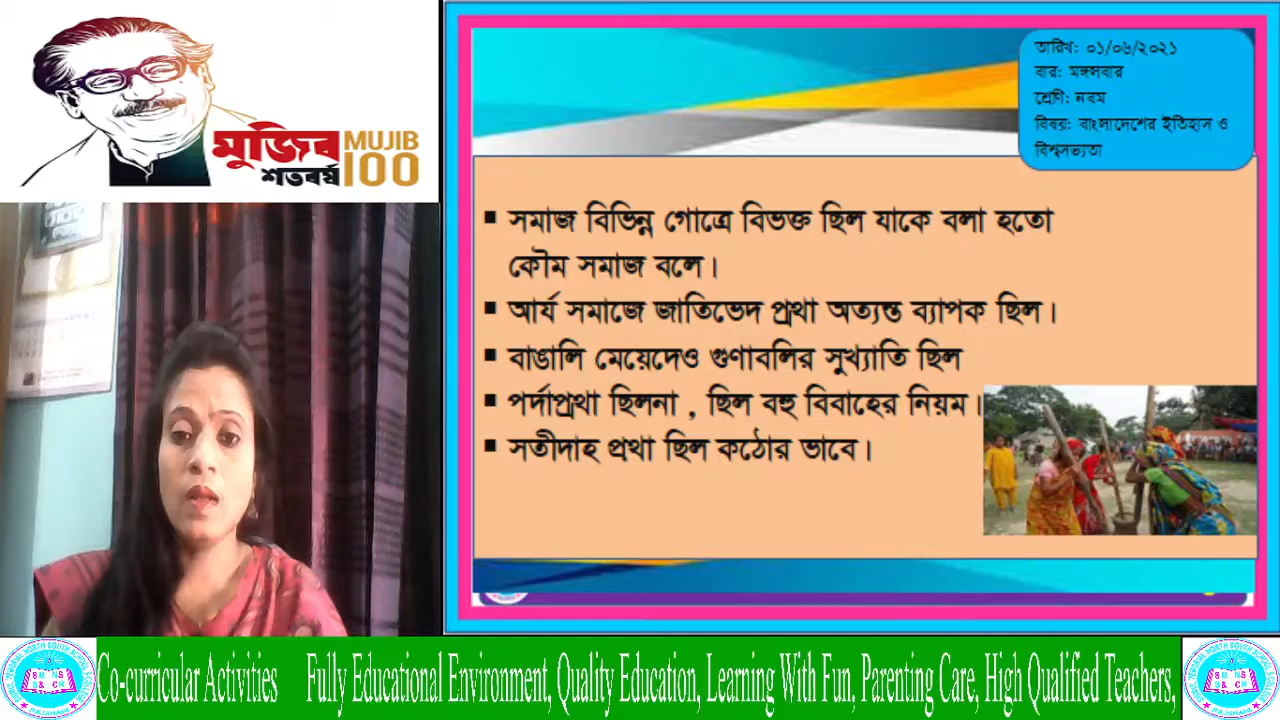 মুজিব
শতবর্ষ
MUJIB
100
তারিখ: ০১/০৬/২০২১
বার: মঙ্গলবার
শ্রেণি: নবম
বিষয়: বাংলাদেশের ইতিহাস ও
বিশ্বসভ্যতা
▪ সমাজ বিভিন্ন গোত্রে বিভক্ত ছিল যাকে বলা হতো
কৌম সমাজ বলে।
▪ আর্য সমাজে জাতিভেদ প্রথা অত্যন্ত ব্যাপক ছিল।
▪ বাঙালি মেয়েদেও গুণাবলির সুখ্যাতি ছিল
▪ পর্দাপ্রথা ছিলনা , ছিল বহু বিবাহের নিয়ম।
▪ সতীদাহ প্রথা ছিল কঠোর ভাবে।
Co-curricular Activities Fully Educational Environment, Quality Education, Learning With Fun, Parenting Care, High Qualified Teachers,